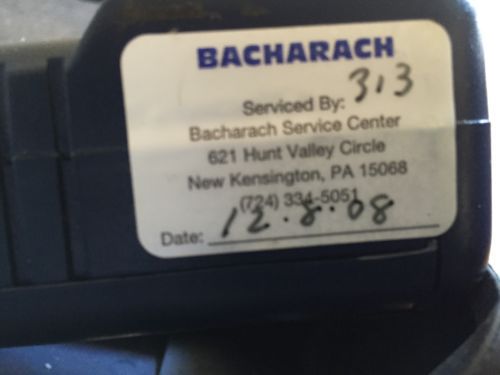 BACHARACH
Serviced By: 313
Bacharach Service Center
621 Hunt Valley Circle
New Kensington, PA 15068
(724) 334-5051
Date: 12.8.08